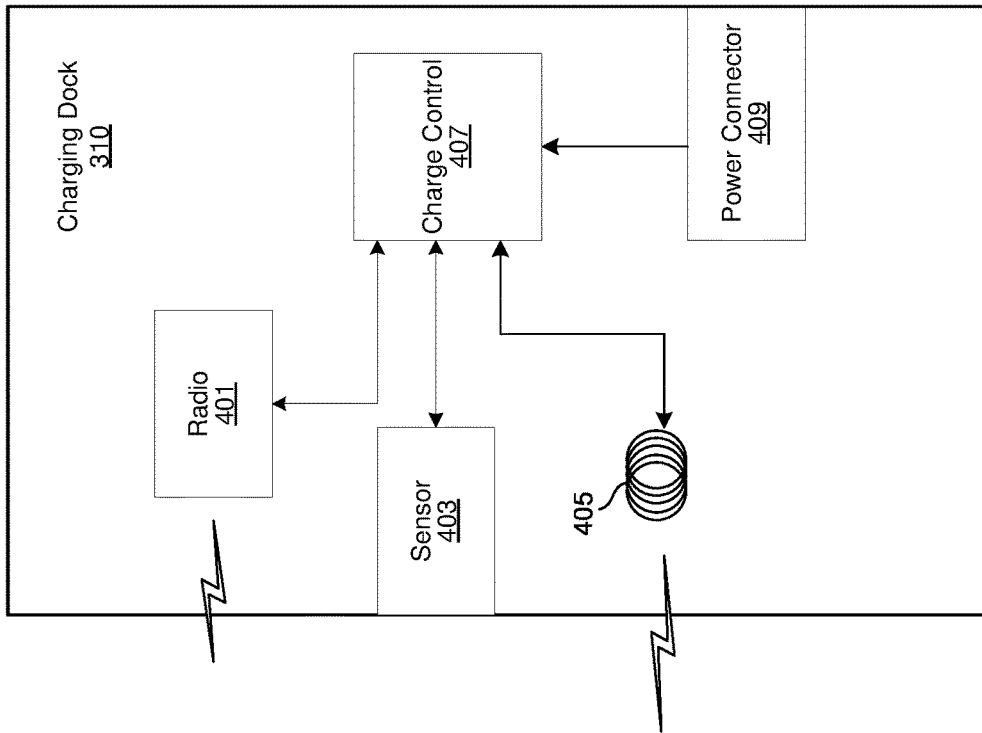 Charging Dock
310
Radio
401
Sensor
403
405
Charge Control
407
Power Connector
409